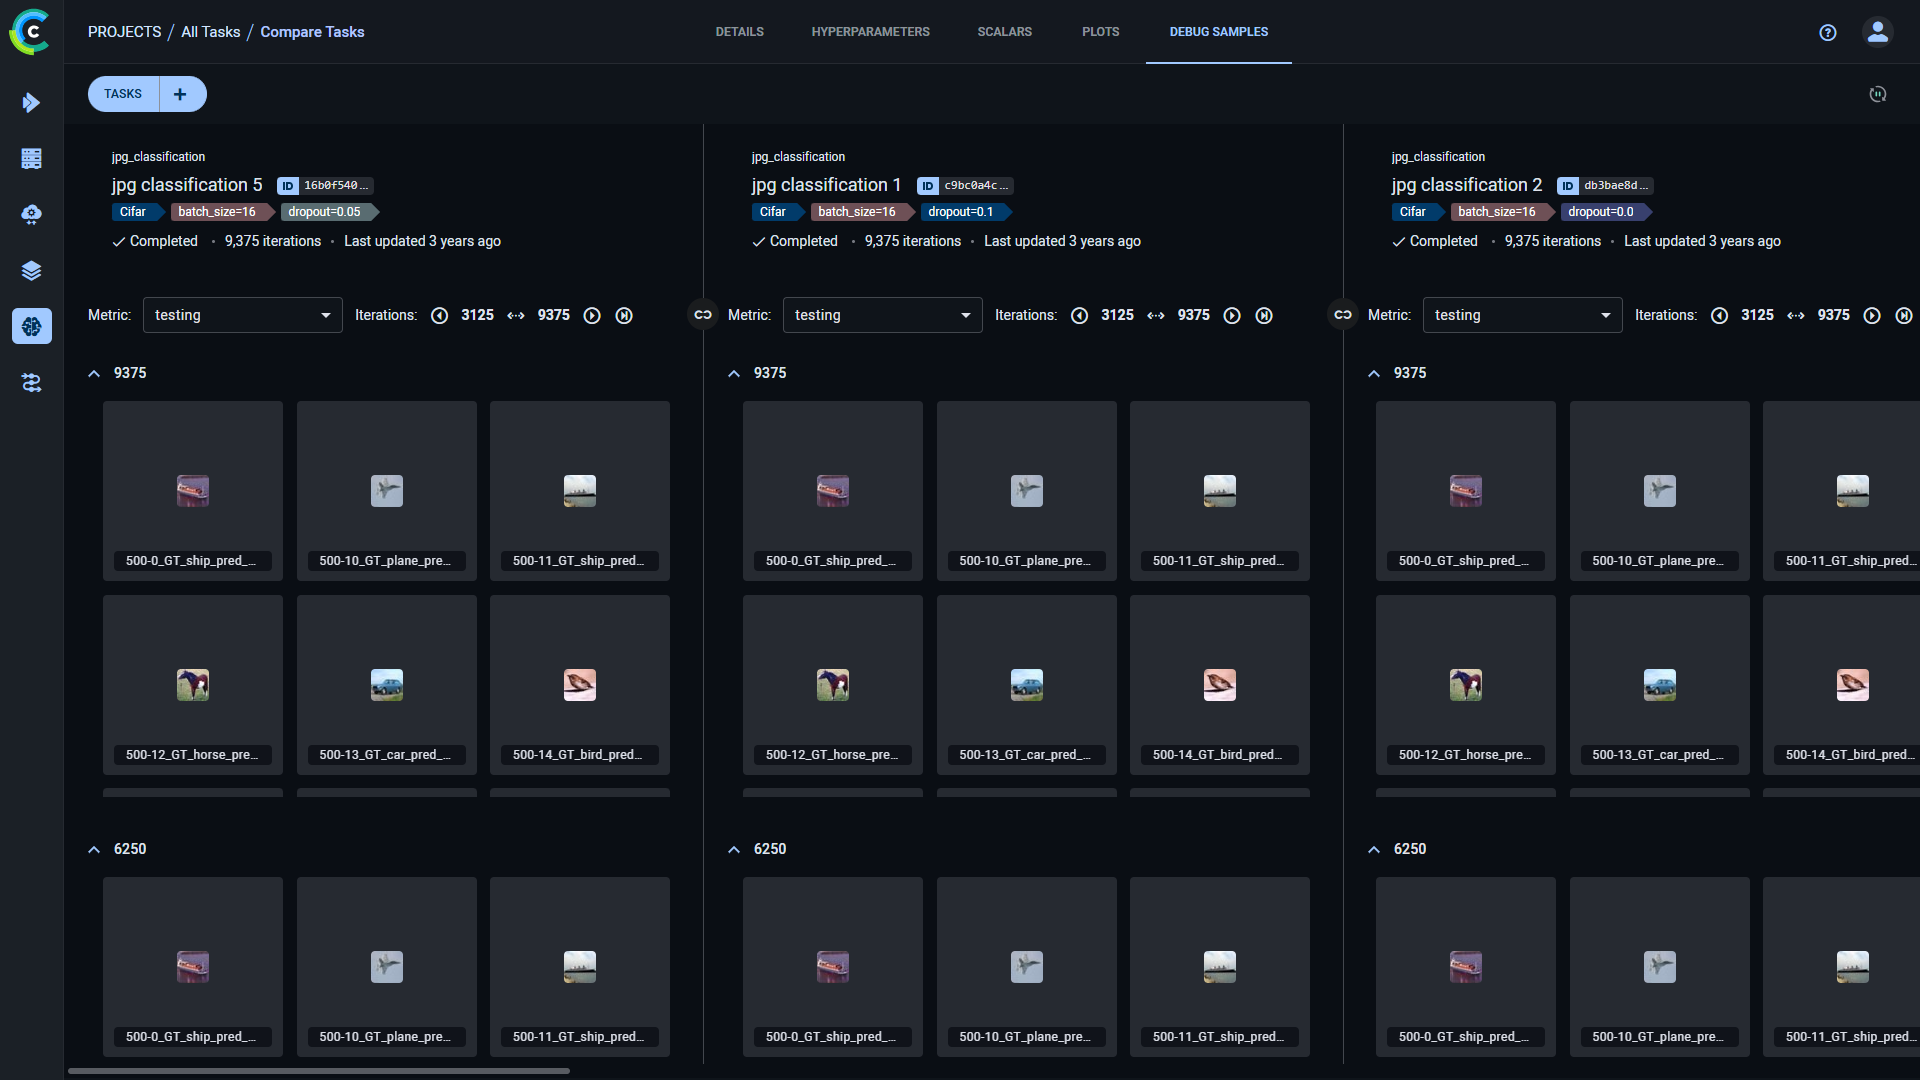 PROJECTS / All Tasks / Compare Tasks
DETAILS
HYPERPARAMETERS
SCALARS
PLOTS
DEBUG SAMPLES
TASKS +
jpg_classification
jpg classification 5 ID 16b0f540...
Cifar batch_size=16 dropout=0.05
Completed · 9,375 iterations · Last updated 3 years ago
Metric: testing Iterations: 3125 9375
9375
500-0_GT_ship_pred_...
500-10_GT_plane_pre...
500-11_GT_ship_pred...
500-12_GT_horse_pre...
500-13_GT_car_pred_...
500-14_GT_bird_pred...
6250
500-0_GT_ship_pred_...
500-10_GT_plane_pre...
500-11_GT_ship_pred...
jpg_classification
jpg classification 1 ID c9bc0a4c...
Cifar batch_size=16 dropout=0.1
Completed · 9,375 iterations · Last updated 3 years ago
Metric: testing Iterations: 3125 9375
9375
500-0_GT_ship_pred_...
500-10_GT_plane_pre...
500-11_GT_ship_pred...
500-12_GT_horse_pre...
500-13_GT_car_pred_...
500-14_GT_bird_pred...
6250
500-0_GT_ship_pred_...
500-10_GT_plane_pre...
500-11_GT_ship_pred...
jpg_classification
jpg classification 2 ID db3bae8d...
Cifar batch_size=16 dropout=0.0
Completed · 9,375 iterations · Last updated 3 years ago
Metric: testing Iterations: 3125 9375
9375
500-0_GT_ship_pred_...
500-10_GT_plane_pre...
500-11_GT_ship_pred...
500-12_GT_horse_pre...
500-13_GT_car_pred_...
500-14_GT_bird_pred...
6250
500-0_GT_ship_pred_...
500-10_GT_plane_pre...
500-11_GT_ship_pred...